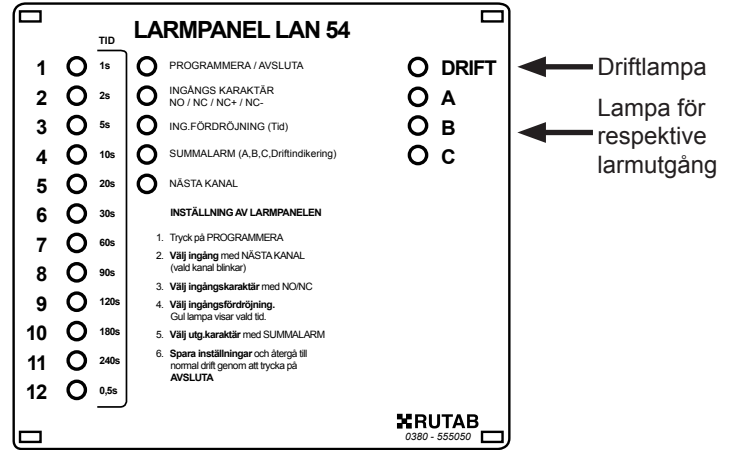 LARMPANEL LAN 54
TID
1 1s PROGRAMMERA / AVSLUTA
2 2s INGÅNGS KARAKTÄR
NO / NC / NC+ / NC-
3 5s ING.FÖRDRÖJNING (Tid)
4 10s SUMMALARM (A,B,C,Driftindikering)
5 20s NÄSTA KANAL
6 30s
7 60s
8 90s
9 120s
10 180s
11 240s
12 0,5s
INSTÄLLNING AV LARMPANELEN
1. Tryck på PROGRAMMERA
2. Välj ingång med NÄSTA KANAL
(vald kanal blinkar)
3. Välj ingångskaraktär med NO/NC
4. Välj ingångsfördröjning.
Gul lampa visar vald tid.
5. Välj utg.karaktär med SUMMALARM
6. Spara inställningar och återgå till
normal drift genom att trycka på
AVSLUTA
DRIFT
A
B
C
RUTAB
0380 - 555050
Driftlampa
Lampa för
respektive
larmutgång